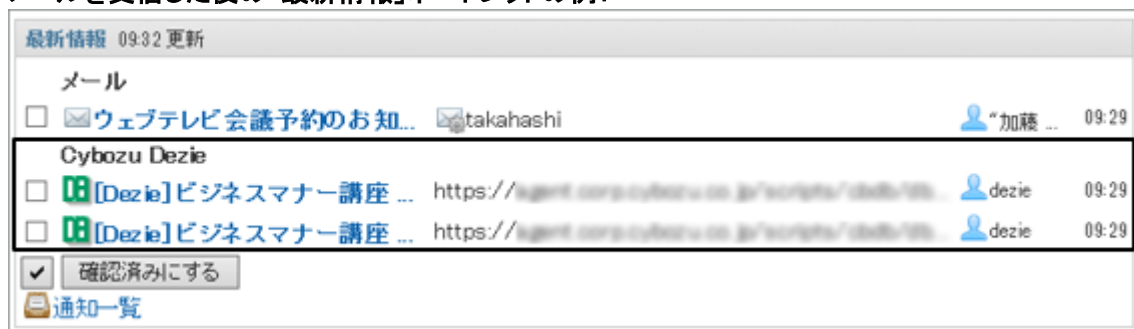 最新情報 09:32 更新
メール
ウェブテレビ会議予約のお知... takahashi "加藤 ... 09:29
Cybozu Dezie
[Dezie]ビジネスマナー講座 ... https:// dezie 09:29
[Dezie]ビジネスマナー講座 ... https:// dezie 09:29
確認済みにする
通知一覧